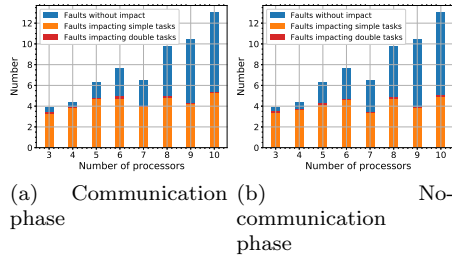 Faults without impact
Faults impacting simple tasks
Faults impacting double tasks
Number
12
10
8
6
4
2
0
3 4 5 6 7 8 9 10
Number of processors
(a) Communication
phase
Faults without impact
Faults impacting simple tasks
Faults impacting double tasks
Number
12
10
8
6
4
2
0
3 4 5 6 7 8 9 10
Number of processors
(b) No-
communication
phase